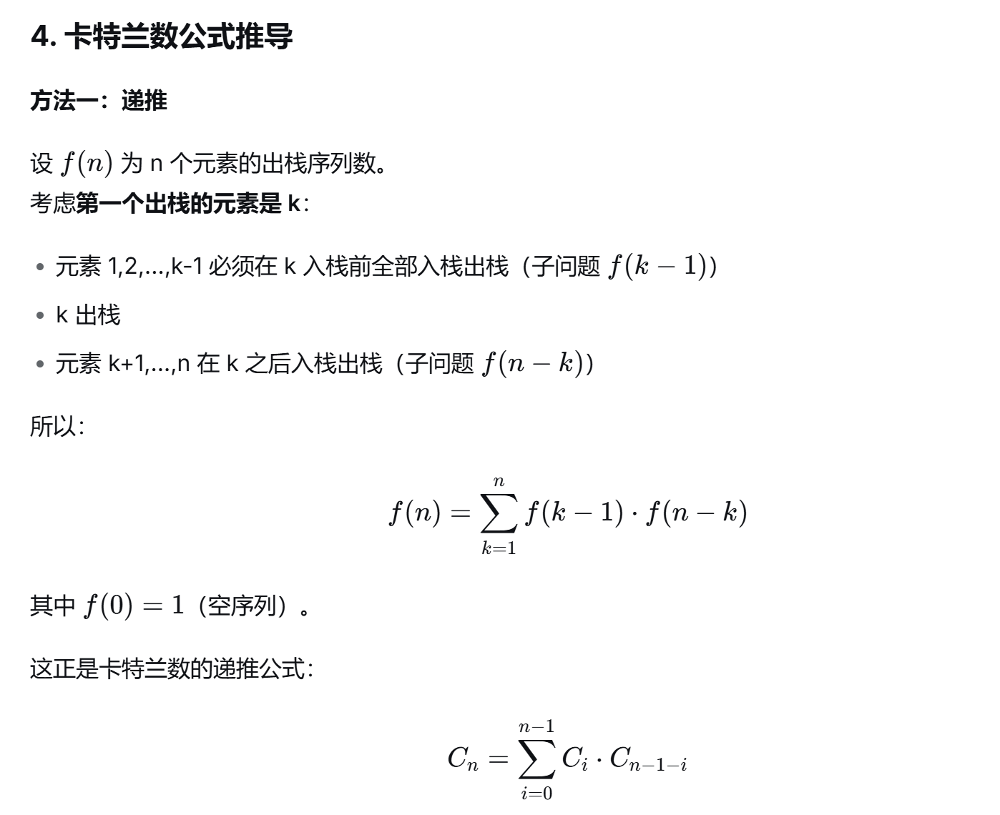 4. 卡特兰数公式推导
方法一：递推
设 f(n) 为 n 个元素的出栈序列数。
考虑第一个出栈的元素是 k：
• 元素 1,2,...,k-1 必须在 k 入栈前全部入栈出栈（子问题 f(k − 1)）
• k 出栈
• 元素 k+1,...,n 在 k 之后入栈出栈（子问题 f(n − k)）
所以：
f(n) = \sum_{k=1}^{n} f(k − 1) · f(n − k)
其中 f(0) = 1（空序列）。
这正是卡特兰数的递推公式：
C_n = \sum_{i=0}^{n−1} C_i · C_{n−1−i}